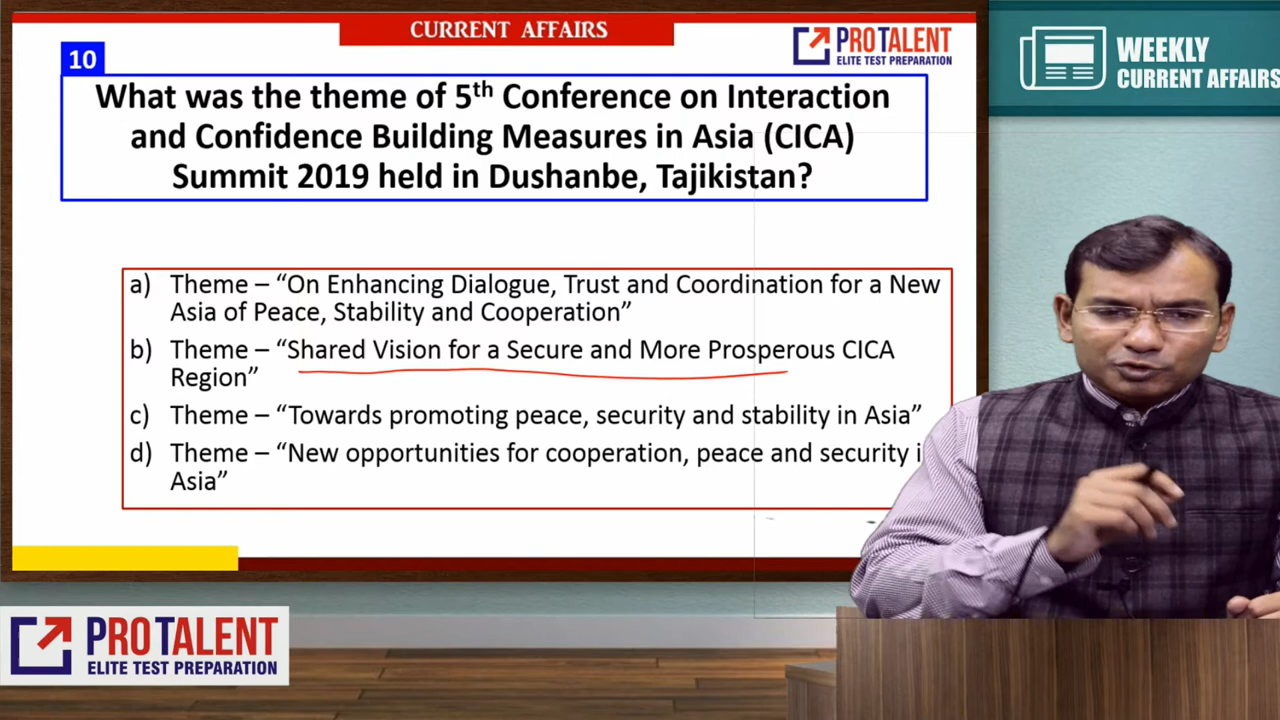 CURRENT AFFAIRS
PROTALENT
ELITE TEST PREPARATION
WEEKLY
CURRENT AFFAIRS
10
What was the theme of 5th Conference on Interaction
and Confidence Building Measures in Asia (CICA)
Summit 2019 held in Dushanbe, Tajikistan?
a) Theme – “On Enhancing Dialogue, Trust and Coordination for a New
Asia of Peace, Stability and Cooperation”
b) Theme – “Shared Vision for a Secure and More Prosperous CICA
Region”
c) Theme – “Towards promoting peace, security and stability in Asia”
d) Theme – “New opportunities for cooperation, peace and security i
Asia”
PROTALENT
ELITE TEST PREPARATION